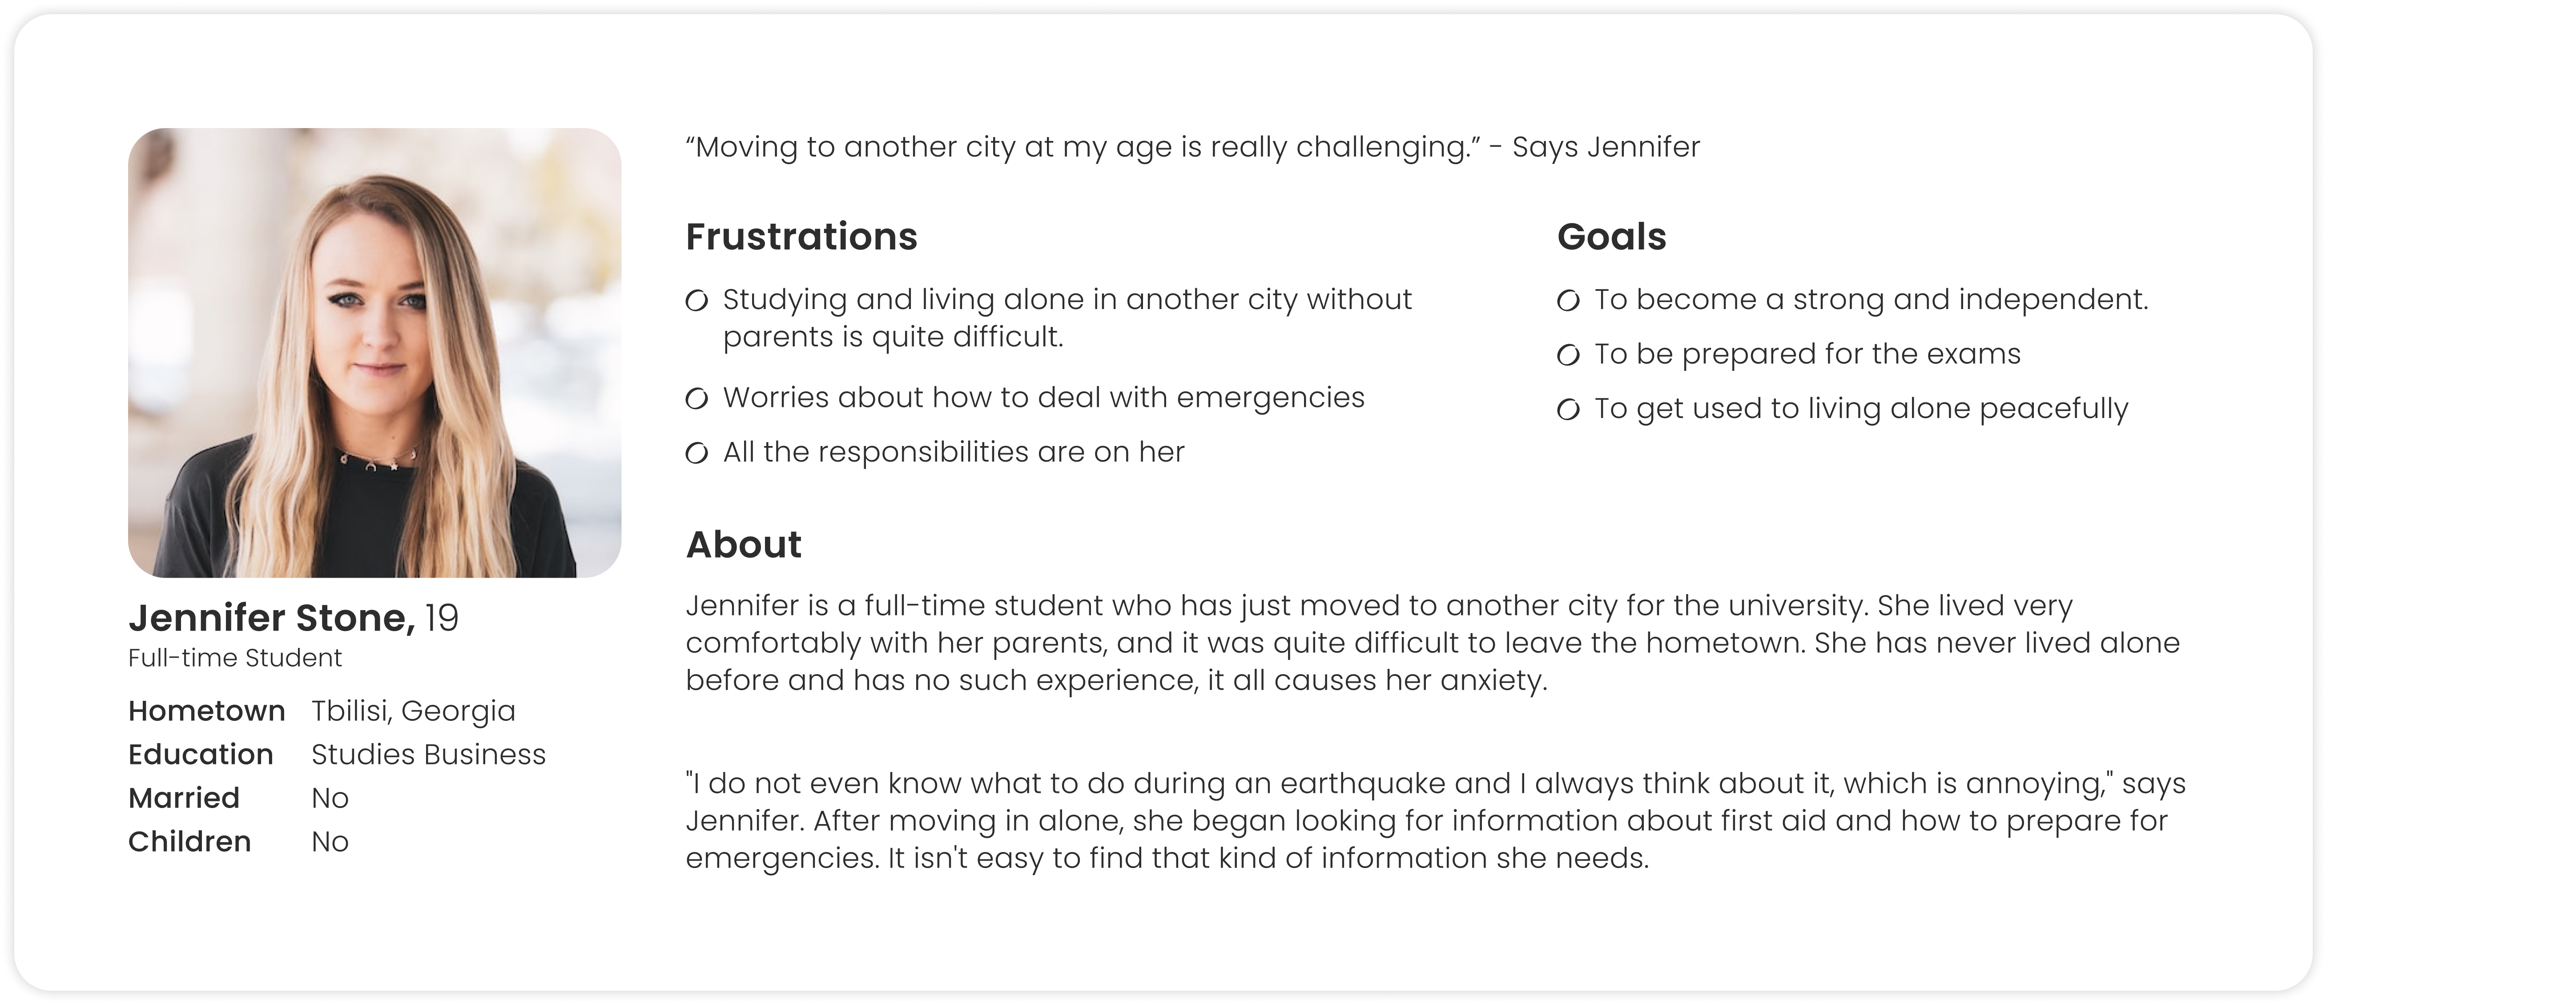 “Moving to another city at my age is really challenging.” - Says Jennifer
Frustrations
Studying and living alone in another city without
parents is quite difficult.
Worries about how to deal with emergencies
All the responsibilities are on her
Goals
To become a strong and independent.
To be prepared for the exams
To get used to living alone peacefully
About
Jennifer is a full-time student who has just moved to another city for the university. She lived very
comfortably with her parents, and it was quite difficult to leave the hometown. She has never lived alone
before and has no such experience, it all causes her anxiety.
"I do not even know what to do during an earthquake and I always think about it, which is annoying," says
Jennifer. After moving in alone, she began looking for information about first aid and how to prepare for
emergencies. It isn't easy to find that kind of information she needs.
Jennifer Stone, 19
Full-time Student
Hometown Tbilisi, Georgia
Education Studies Business
Married No
Children No